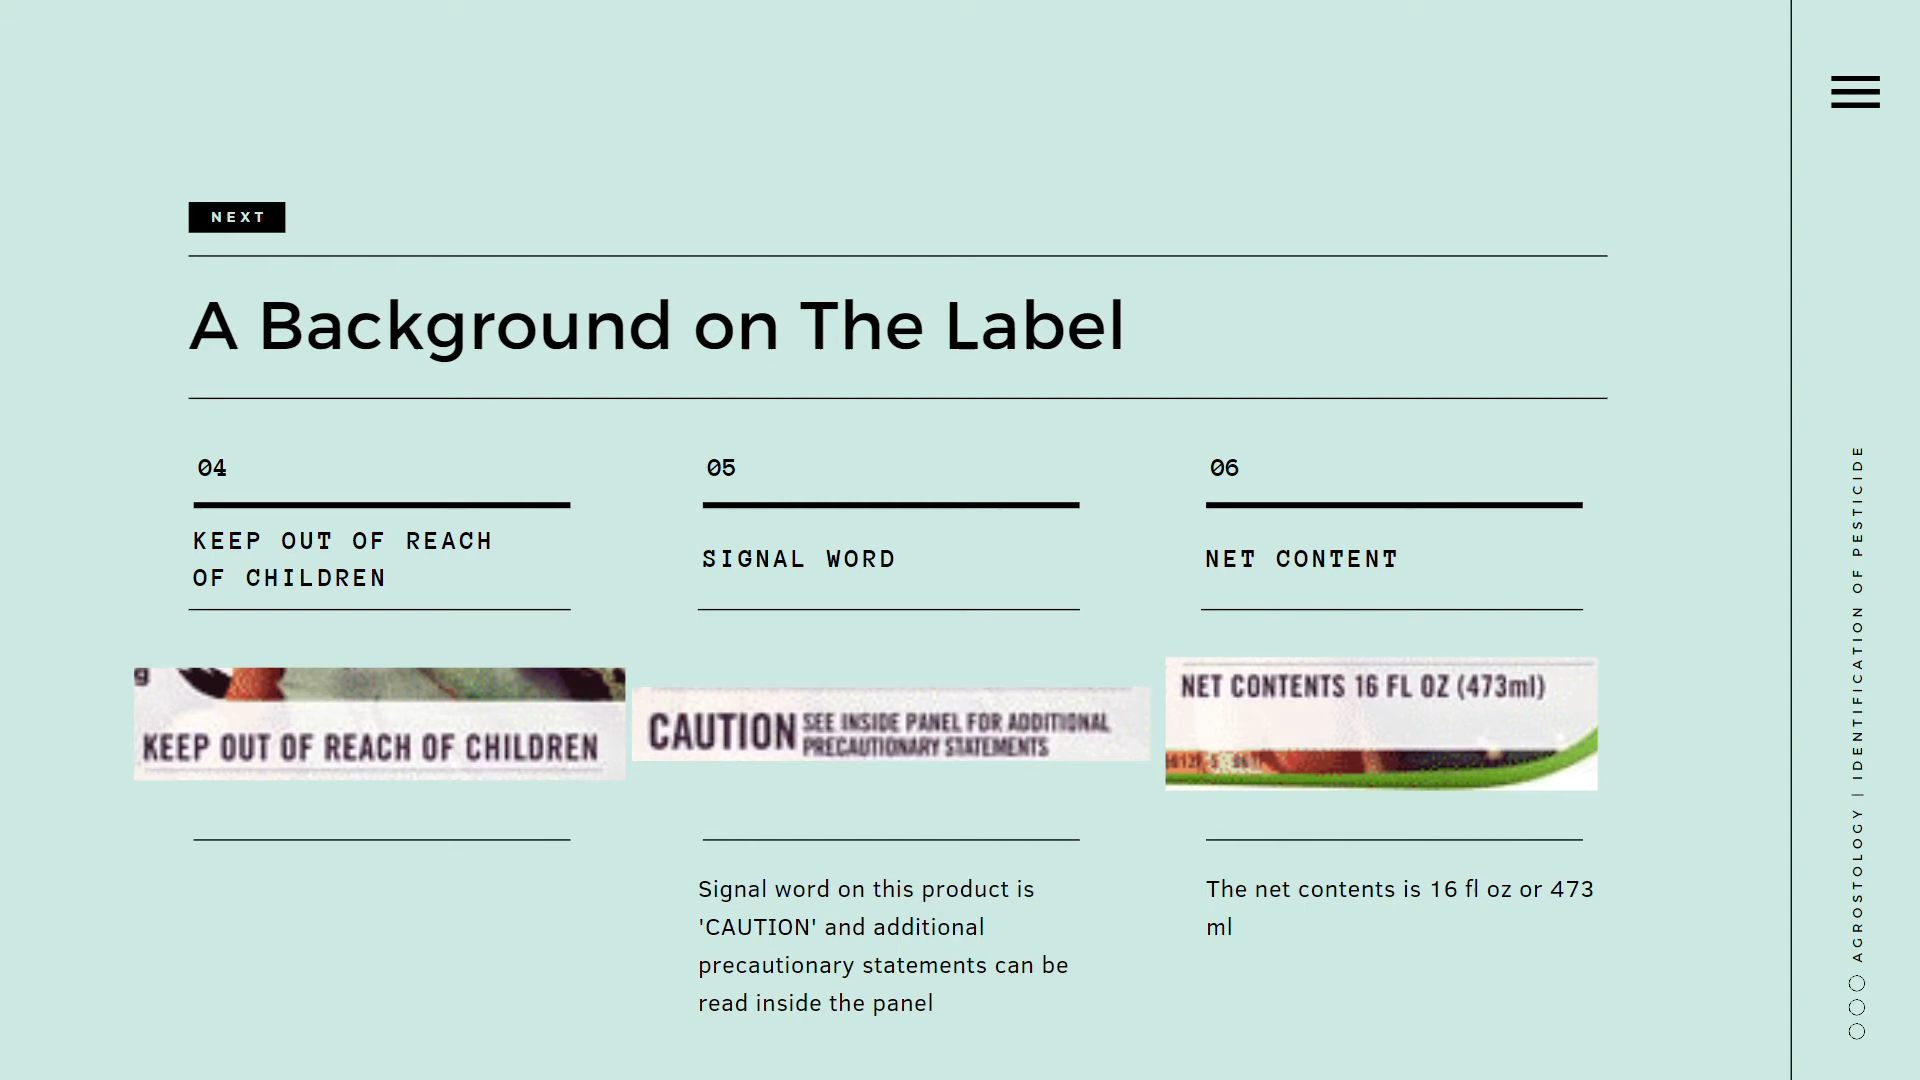 NEXT
A Background on The Label
04
KEEP OUT OF REACH
OF CHILDREN
KEEP OUT OF REACH OF CHILDREN
05
SIGNAL WORD
CAUTION SEE INSIDE PANEL FOR ADDITIONAL
PRECAUTIONARY STATEMENTS
Signal word on this product is
'CAUTION' and additional
precautionary statements can be
read inside the panel
06
NET CONTENT
NET CONTENTS 16 FL OZ (473ml)
The net contents is 16 fl oz or 473
ml
AGROSTOLOGY | IDENTIFICATION OF PESTICIDE